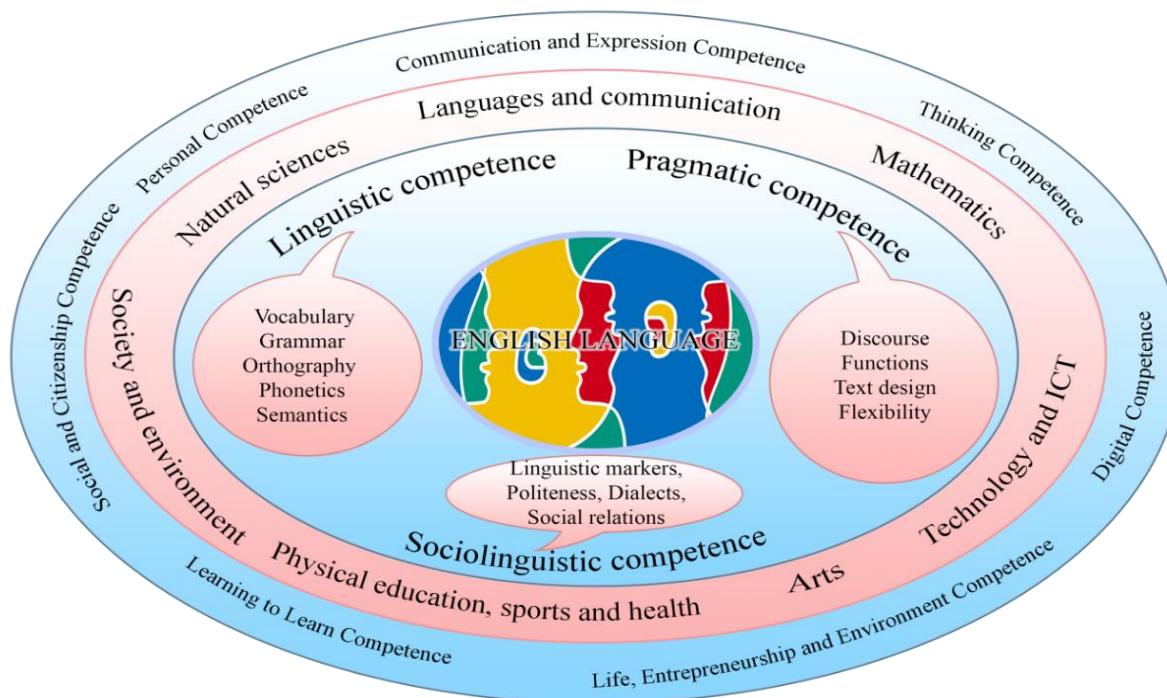 Communication and Expression Competence
Personal Competence
Thinking Competence
Social and Citizenship Competence
Digital Competence
Learning to Learn Competence
Life, Entrepreneurship and Environment Competence
Languages and communication
Natural sciences
Mathematics
Society and environment
Technology and ICT
Physical education, sports and health
Arts
Linguistic competence
Pragmatic competence
Vocabulary
Grammar
Orthography
Phonetics
Semantics
ENGLISH LANGUAGE
Discourse
Functions
Text design
Flexibility
Linguistic markers,
Politeness, Dialects,
Social relations
Sociolinguistic competence